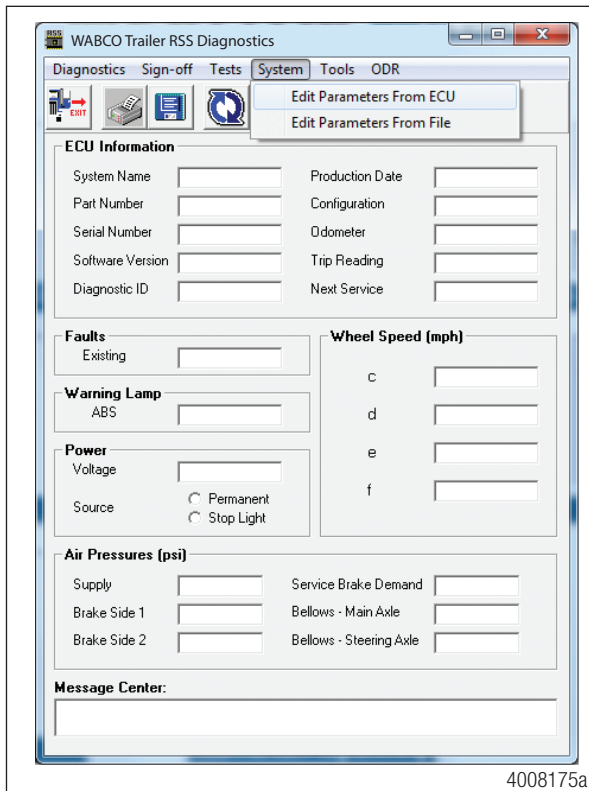 RSS WABCO Trailer RSS Diagnostics
Diagnostics Sign-off Tests System Tools ODR
EXIT
Edit Parameters From ECU
Edit Parameters From File
ECU Information
System Name Production Date
Part Number Configuration
Serial Number Odometer
Software Version Trip Reading
Diagnostic ID Next Service
Faults
Existing
Warning Lamp
ABS
Power
Voltage
Source Permanent
Stop Light
Wheel Speed (mph)
c
d
e
f
Air Pressures (psi)
Supply Service Brake Demand
Brake Side 1 Bellows - Main Axle
Brake Side 2 Bellows - Steering Axle
Message Center:
4008175a